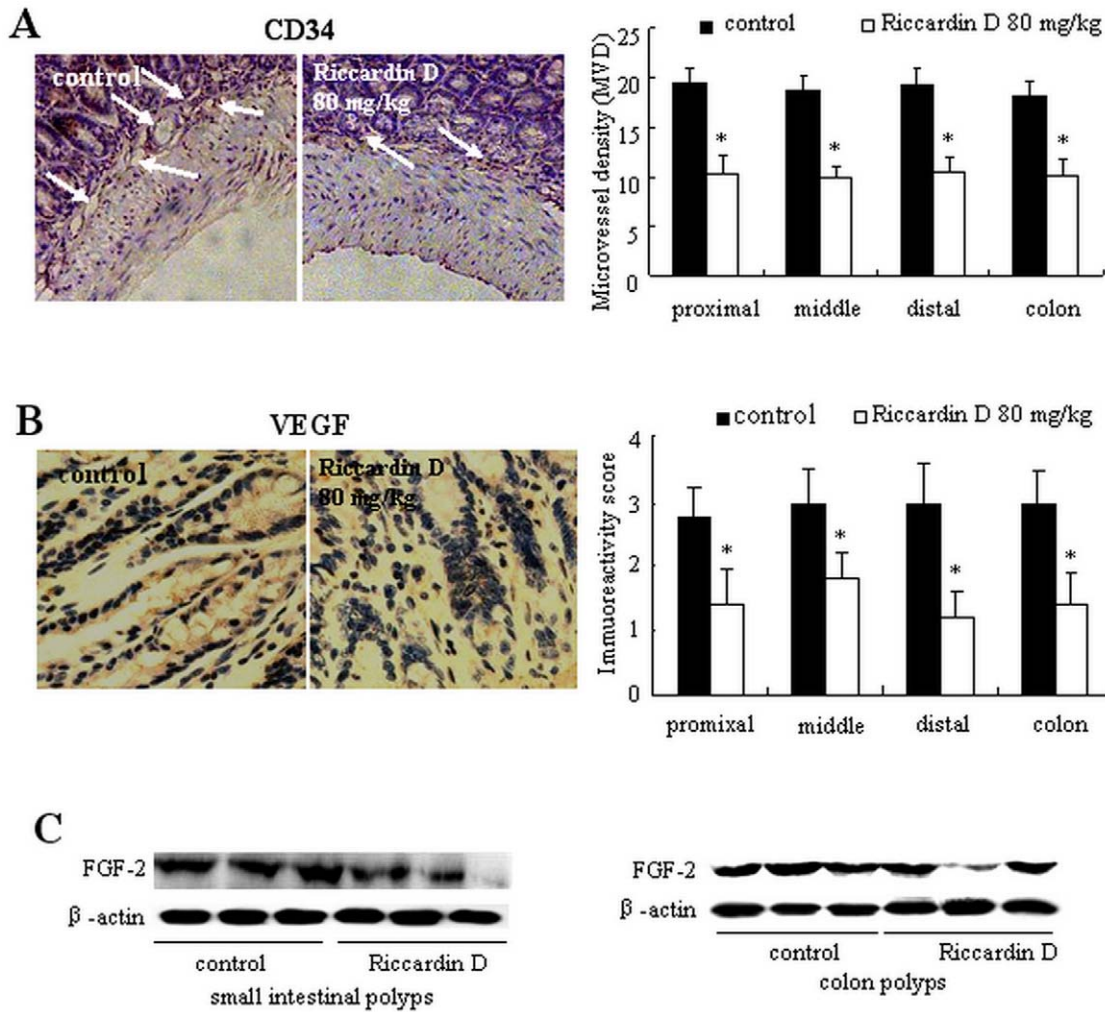 A
CD34
control
Riccardin D
80 mg/kg
control Riccardin D 80 mg/kg
Microvessel density (MVD)
25
20
15
10
5
0
* * * *
proximal middle distal colon
B
VEGF
control
Riccardin D
80 mg/kg
control Riccardin D 80 mg/kg
Immuoreactivity score
4
3
2
1
0
* * * *
promixal middle distal colon
C
FGF-2
β-actin
control Riccardin D
small intestinal polyps
FGF-2
β-actin
control Riccardin D
colon polyps